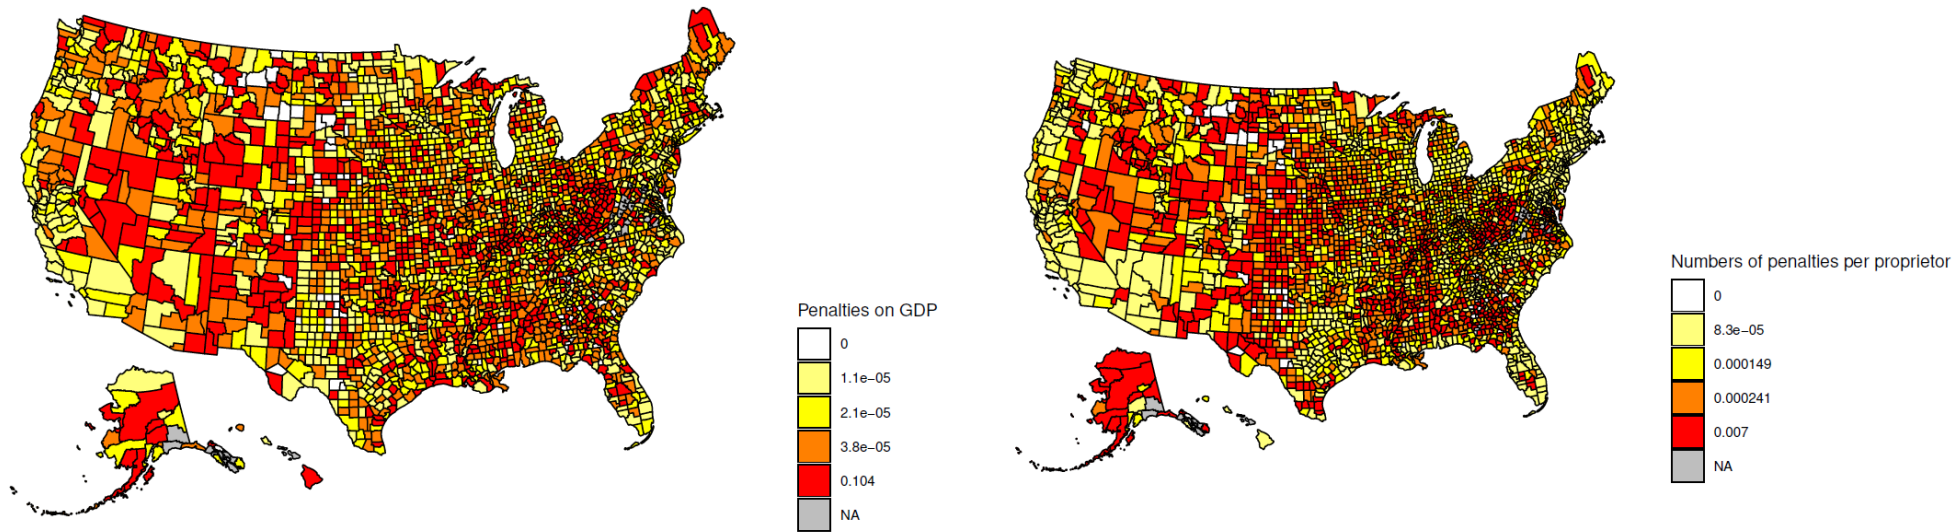 Penalties on GDP
0
1.1e−05
2.1e−05
3.8e−05
0.104
NA
Numbers of penalties per proprietor
0
8.3e−05
0.000149
0.000241
0.007
NA